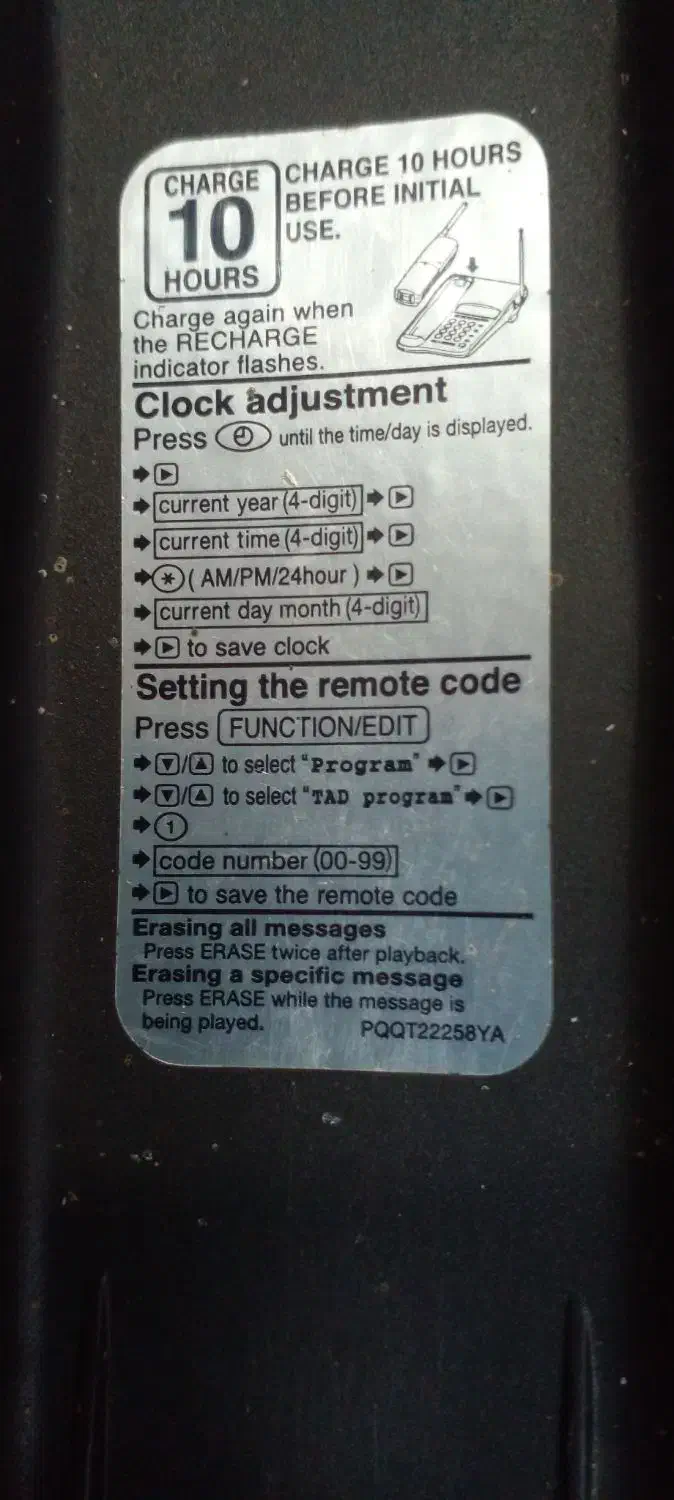 CHARGE
10
HOURS
CHARGE 10 HOURS
BEFORE INITIAL
USE.
Charge again when
the RECHARGE
indicator flashes.
Clock adjustment
Press until the time/day is displayed.
➡ ▶
➡ current year (4-digit) ➡ ▶
➡ current time (4-digit) ➡ ▶
➡ * ( AM/PM/24hour ) ➡ ▶
➡ current day month (4-digit)
➡ ▶ to save clock
Setting the remote code
Press FUNCTION/EDIT
➡ ▼/▲ to select "Program" ➡ ▶
➡ ▼/▲ to select "TAD program" ➡ ▶
➡ 1
➡ code number (00-99)
➡ ▶ to save the remote code
Erasing all messages
Press ERASE twice after playback.
Erasing a specific message
Press ERASE while the message is
being played. PQQT22258YA